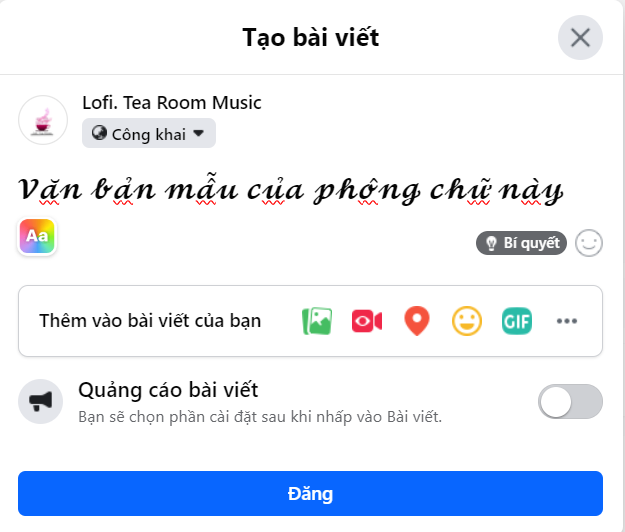 Tạo bài viết
Lofi. Tea Room Music
Công khai
Văn bản mẫu của phông chữ này
Aa
Bí quyết
Thêm vào bài viết của bạn
GIF
Quảng cáo bài viết
Bạn sẽ chọn phần cài đặt sau khi nhấp vào Bài viết.
Đăng